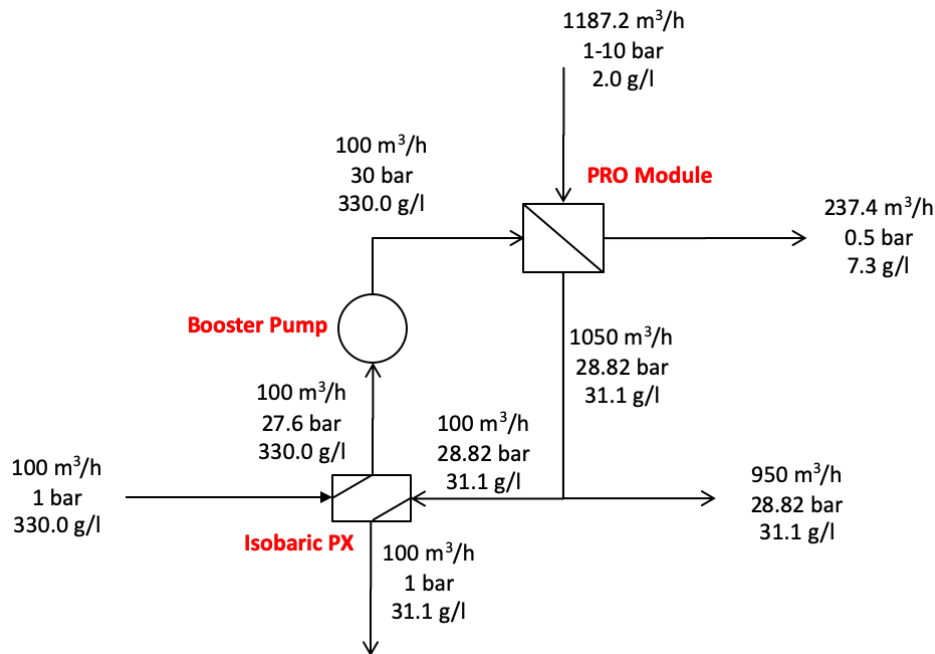 1187.2 m³/h
1-10 bar
2.0 g/l
100 m³/h
30 bar
330.0 g/l
PRO Module
237.4 m³/h
0.5 bar
7.3 g/l
Booster Pump
1050 m³/h
28.82 bar
31.1 g/l
100 m³/h
27.6 bar
330.0 g/l
100 m³/h
28.82 bar
31.1 g/l
100 m³/h
1 bar
330.0 g/l
950 m³/h
28.82 bar
31.1 g/l
Isobaric PX
100 m³/h
1 bar
31.1 g/l